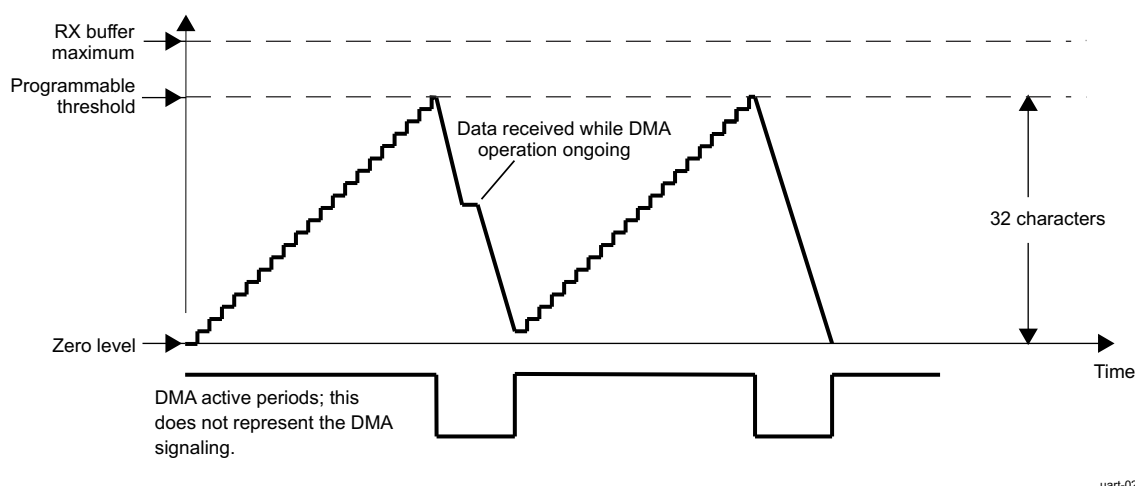 RX buffer
maximum
Programmable
threshold
Data received while DMA
operation ongoing
32 characters
Zero level
Time
DMA active periods; this
does not represent the DMA
signaling.